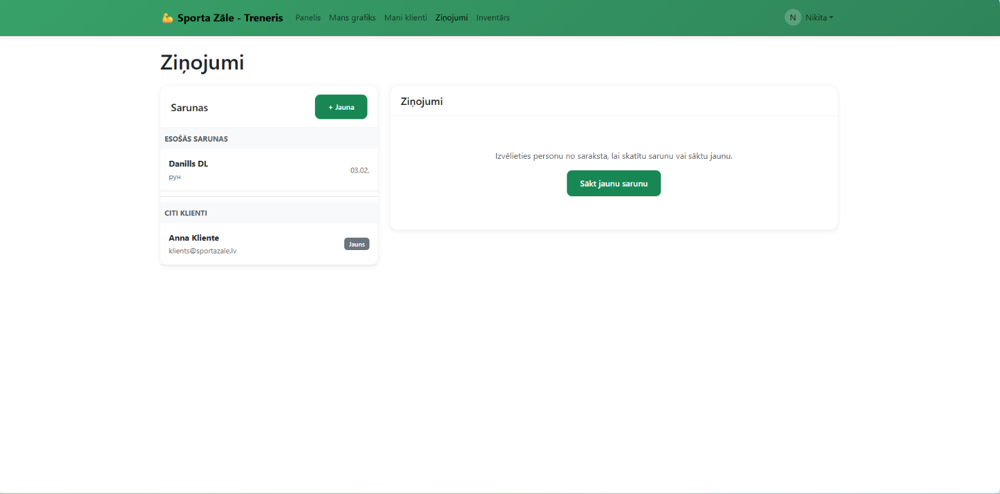 💪 Sporta Zāle - Treneris Panelis Mans grafiks Mani klienti Ziņojumi Inventārs N Nikita
Ziņojumi
Sarunas + Jauna
ESOŠĀS SARUNAS
Danills DL
03.02.
рун
CITI KLIENTI
Anna Kliente
Jauns
klients@sportazale.lv
Ziņojumi
Izvēlieties personu no saraksta, lai skatītu sarunu vai sāktu jaunu.
Sākt jaunu sarunu